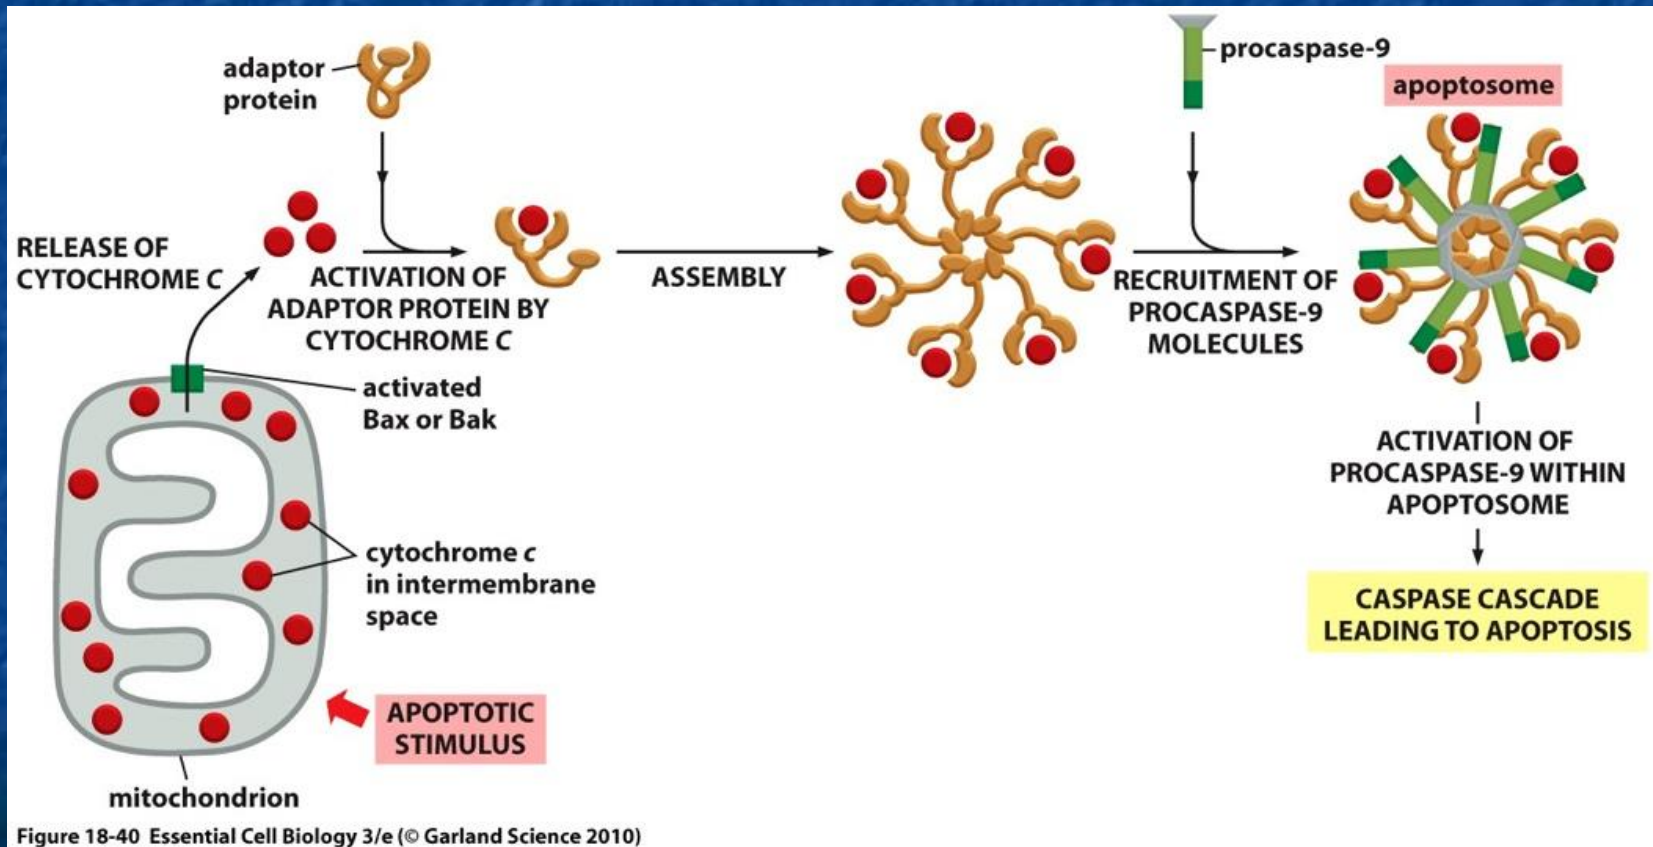 adaptor
protein
procaspase-9
apoptosome
RELEASE OF
CYTOCHROME C
ACTIVATION OF
ADAPTOR PROTEIN BY
CYTOCHROME C
ASSEMBLY
RECRUITMENT OF
PROCASPASE-9
MOLECULES
activated
Bax or Bak
ACTIVATION OF
PROCASPASE-9 WITHIN
APOPTOSOME
cytochrome c
in intermembrane
space
CASPASE CASCADE
LEADING TO APOPTOSIS
APOPTOTIC
STIMULUS
mitochondrion
Figure 18-40 Essential Cell Biology 3/e (© Garland Science 2010)